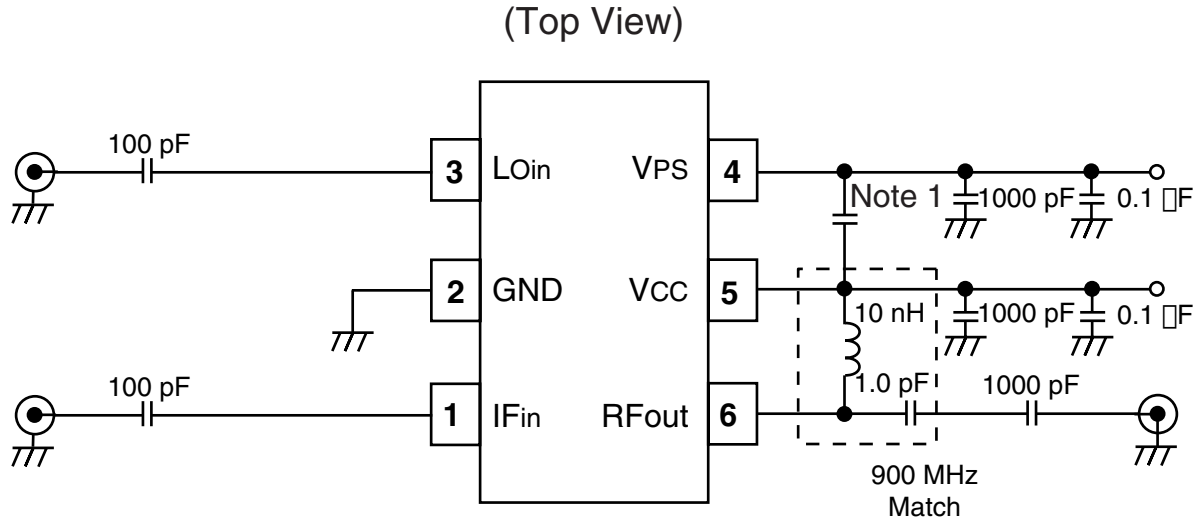 (Top View)
100 pF
3 LOin VPS 4
Note 1 1000 pF 0.1 □F
2 GND VCC 5
10 nH 1000 pF 0.1 □F
100 pF
1.0 pF 1000 pF
1 IFin RFout 6
900 MHz
Match